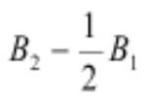 B₂ − ½ B₁